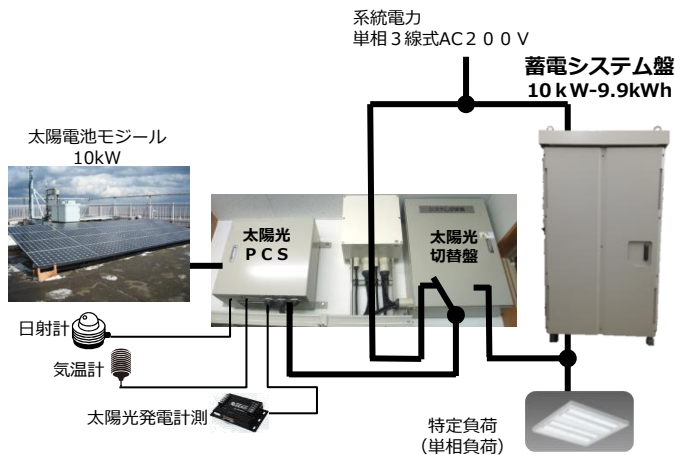 系統電力
単相３線式AC２００V
蓄電システム盤
10ｋW-9.9kWh
太陽電池モジール
10kW
太陽光
ＰＣＳ
太陽光
切替盤
日射計
気温計
太陽光発電計測
特定負荷
（単相負荷）